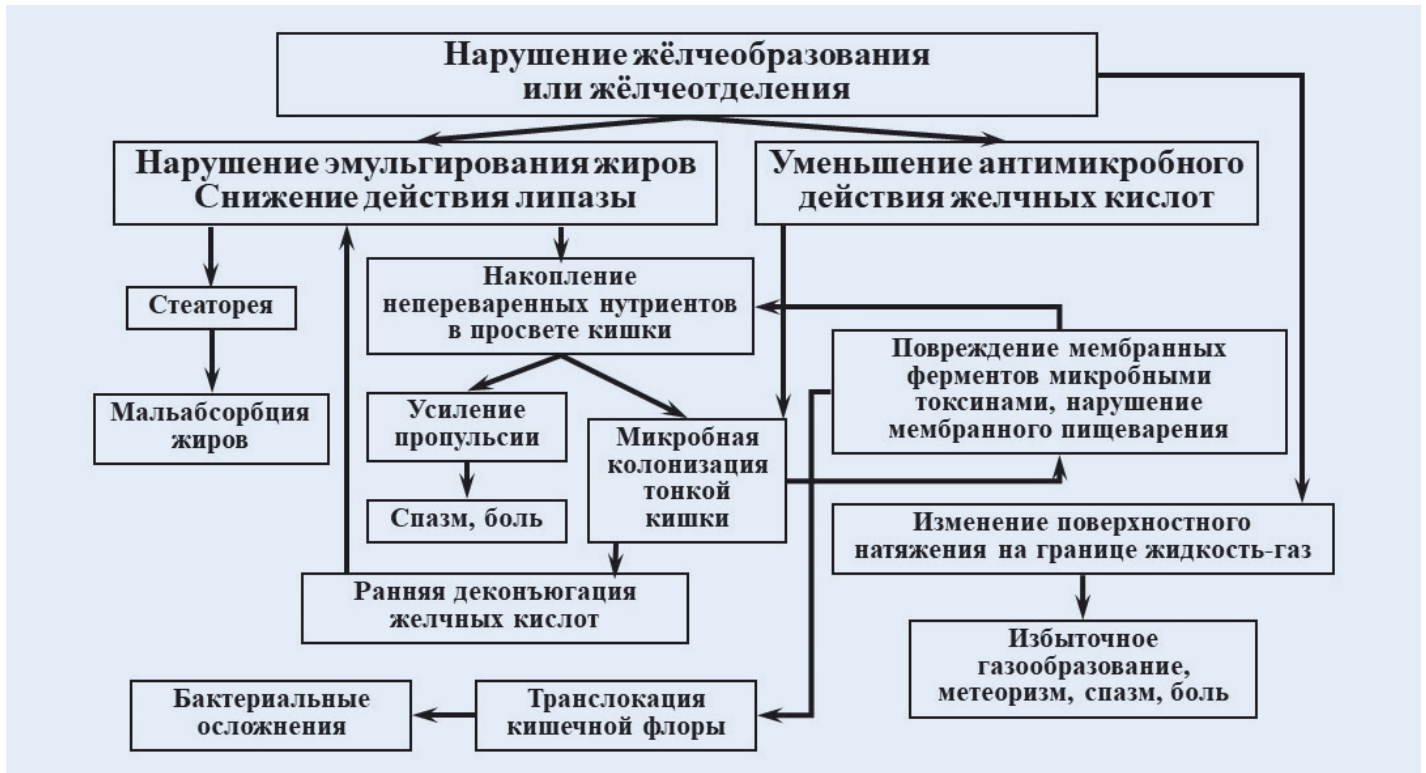 Нарушение жёлчеобразования
или жёлчеотделения
Нарушение эмульгирования жиров
Снижение действия липазы
Уменьшение антимикробного
действия желчных кислот
Накопление
непереваренных нутриентов
в просвете кишки
Стеаторея
Повреждение мембранных
ферментов микробными
токсинами, нарушение
мембранного пищеварения
Мальабсорбция
жиров
Усиление
пропульсии
Микробная
колонизация
тонкой
кишки
Спазм, боль
Изменение поверхностного
натяжения на границе жидкость-газ
Ранняя деконъюгация
желчных кислот
Избыточное
газообразование,
метеоризм, спазм, боль
Бактериальные
осложнения
Транслокация
кишечной флоры